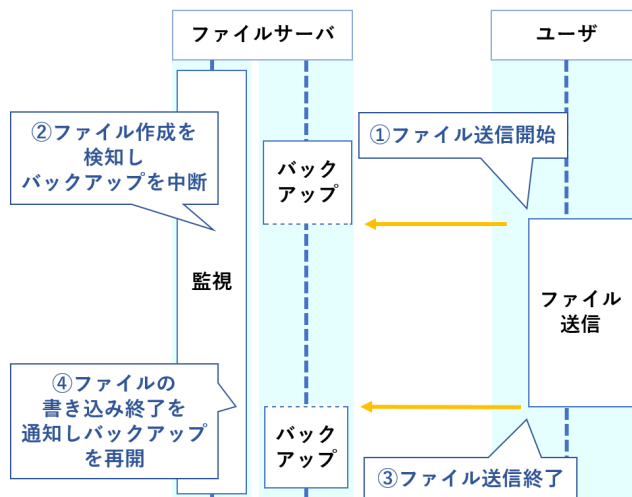 ファイルサーバ
ユーザ
②ファイル作成を
検知し
バックアップを中断
①ファイル送信開始
バック
アップ
監視
ファイル
送信
④ファイルの
書き込み終了を
通知しバックアップ
を再開
バック
アップ
③ファイル送信終了